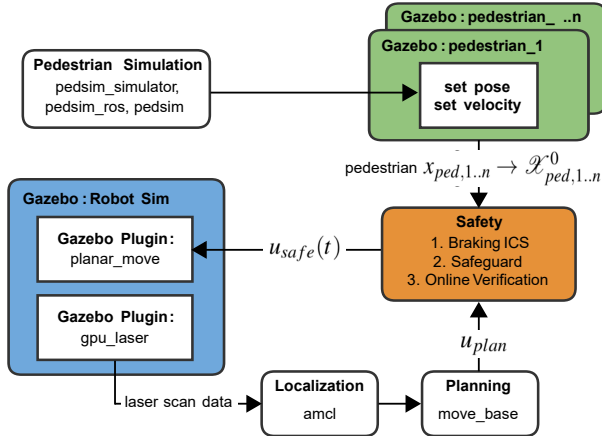 Gazebo: pedestrian_ ..n
Gazebo: pedestrian_1
Pedestrian Simulation
pedsim_simulator,
pedsim_ros, pedsim
set pose
set velocity
pedestrian x_{ped,1..n} → 𝒳^0_{ped,1..n}
Gazebo: Robot Sim
Gazebo Plugin:
planar_move
u_{safe}(t)
Safety
1. Braking ICS
2. Safeguard
3. Online Verification
Gazebo Plugin:
gpu_laser
u_{plan}
laser scan data
Localization
amcl
Planning
move_base